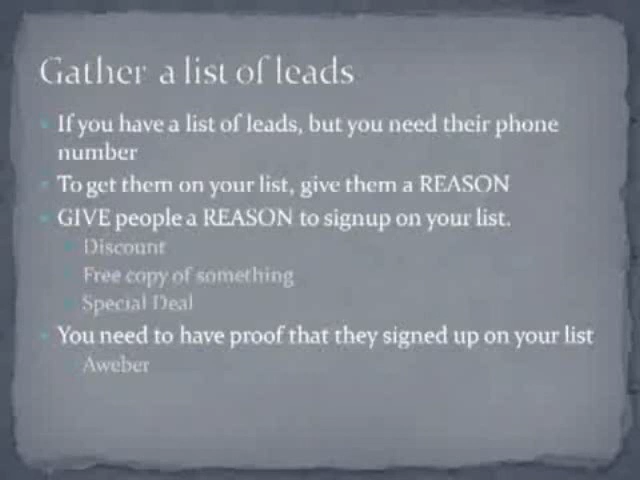 Gather a list of leads
If you have a list of leads, but you need their phone
number
To get them on your list, give them a REASON
GIVE people a REASON to signup on your list.
Discount
Free copy of something
Special Deal
You need to have proof that they signed up on your list
Aweber